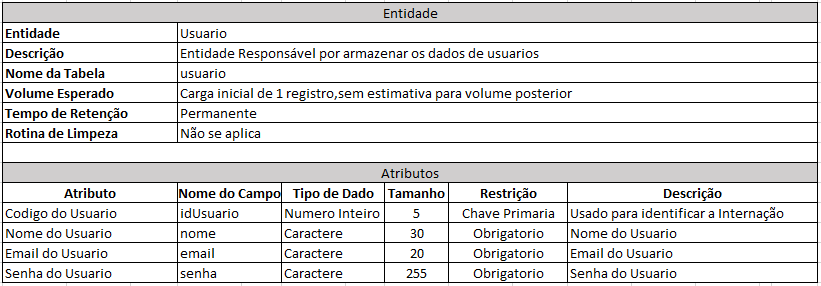 Entidade
Entidade Usuario
Descrição Entidade Responsável por armazenar os dados de usuarios
Nome da Tabela usuario
Volume Esperado Carga inicial de 1 registro,sem estimativa para volume posterior
Tempo de Retenção Permanente
Rotina de Limpeza Não se aplica
Atributos
Atributo Nome do Campo Tipo de Dado Tamanho Restrição Descrição
Codigo do Usuario idUsuario Numero Inteiro 5 Chave Primaria Usado para identificar a Internação
Nome do Usuario nome Caractere 30 Obrigatorio Nome do Usuario
Email do Usuario email Caractere 20 Obrigatorio Email do Usuario
Senha do Usuario senha Caractere 255 Obrigatorio Senha do Usuario